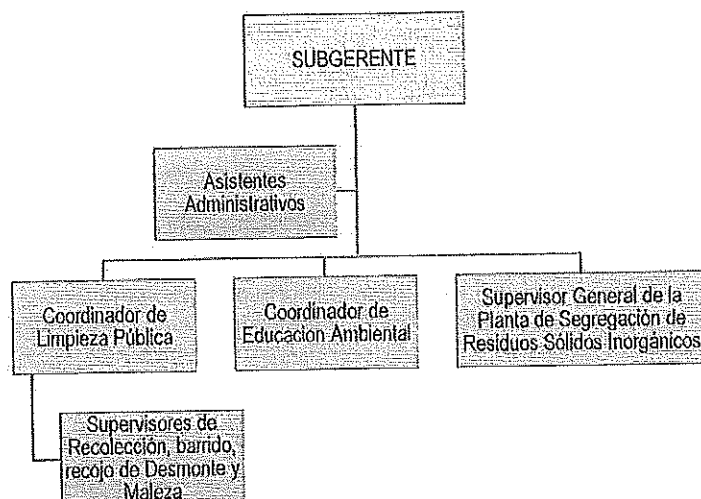 SUBGERENTE
Asistentes
Administrativos
Coordinador de
Limpieza Pública
Coordinador de
Educacion Ambiental
Supervisor General de la
Planta de Segregación de
Residuos Sólidos Inorgánicos
Supervisores de
Recolección, barrido,
recojo de Desmonte y
Maleza